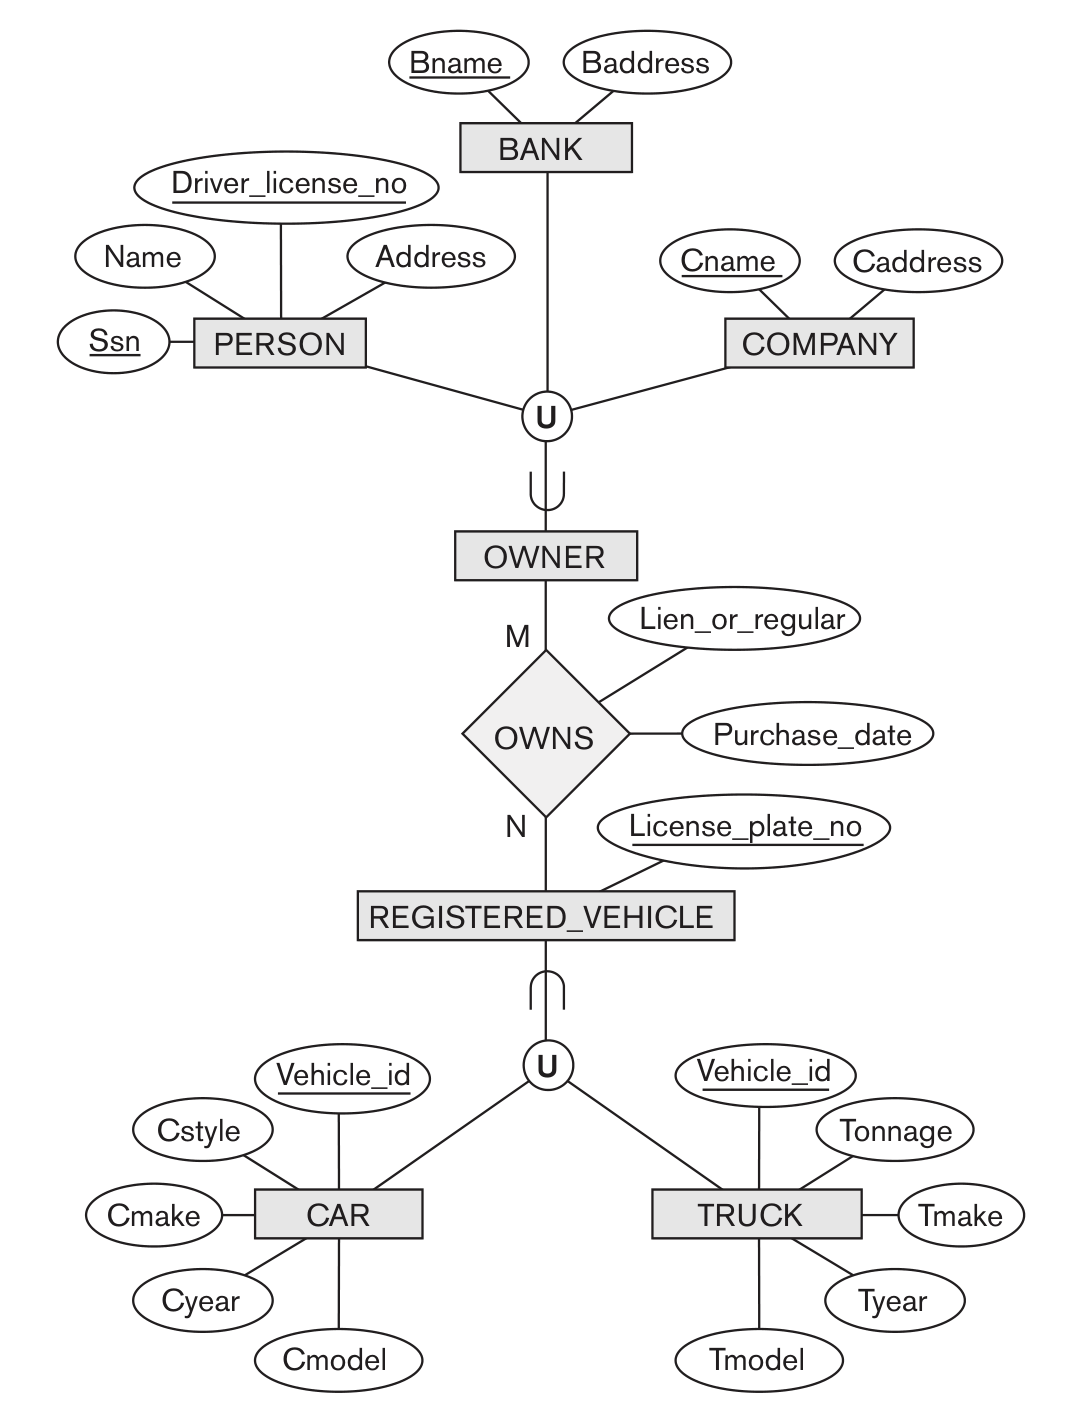 Bname
Baddress
BANK
Driver_license_no
Name
Address
Cname
Caddress
Ssn
PERSON
COMPANY
U
OWNER
M
Lien_or_regular
OWNS
Purchase_date
N
License_plate_no
REGISTERED_VEHICLE
U
Vehicle_id
Vehicle_id
Cstyle
Tonnage
Cmake
CAR
TRUCK
Tmake
Cyear
Tyear
Cmodel
Tmodel